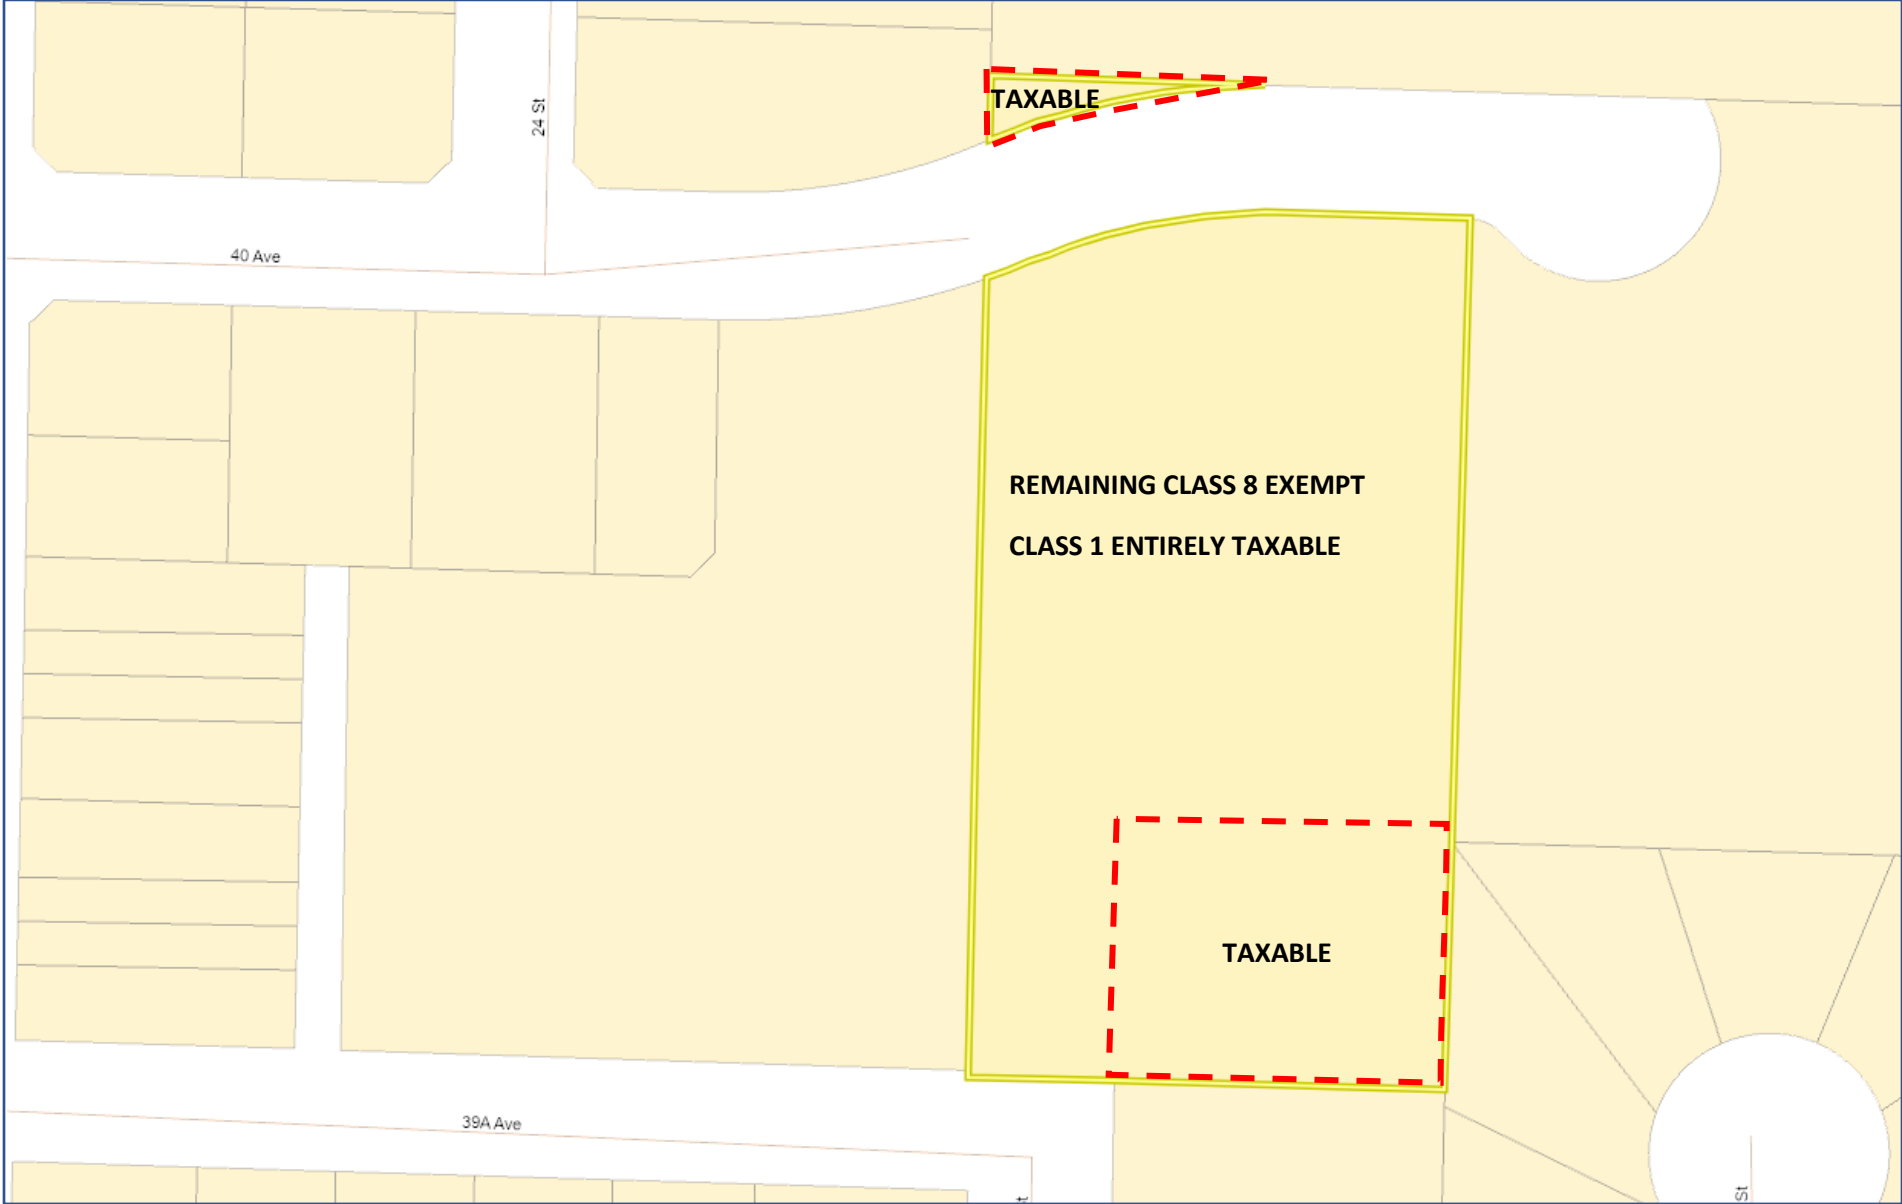 TAXABLE
24 St
40 Ave
REMAINING CLASS 8 EXEMPT
CLASS 1 ENTIRELY TAXABLE
TAXABLE
39A Ave
St